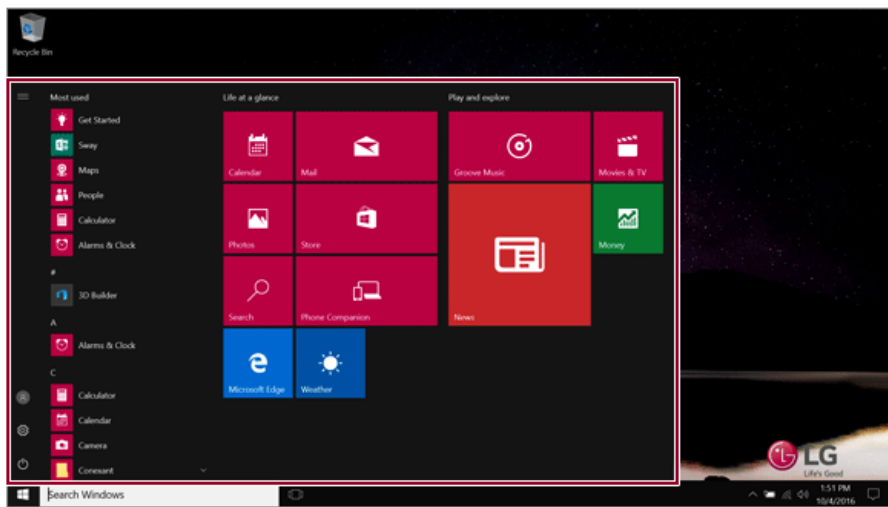 Recycle Bin
Most used
Get Started
Sway
Maps
People
Calculator
Alarms & Clock
#
3D Builder
A
Alarms & Clock
C
Calculator
Calendar
Camera
Conexant
Life at a glance
Calendar
Mail
Photos
Store
Search
Phone Companion
Microsoft Edge
Weather
Play and explore
Groove Music
Movies & TV
News
Money
LG
Life's Good
Search Windows
1:51 PM
10/4/2016